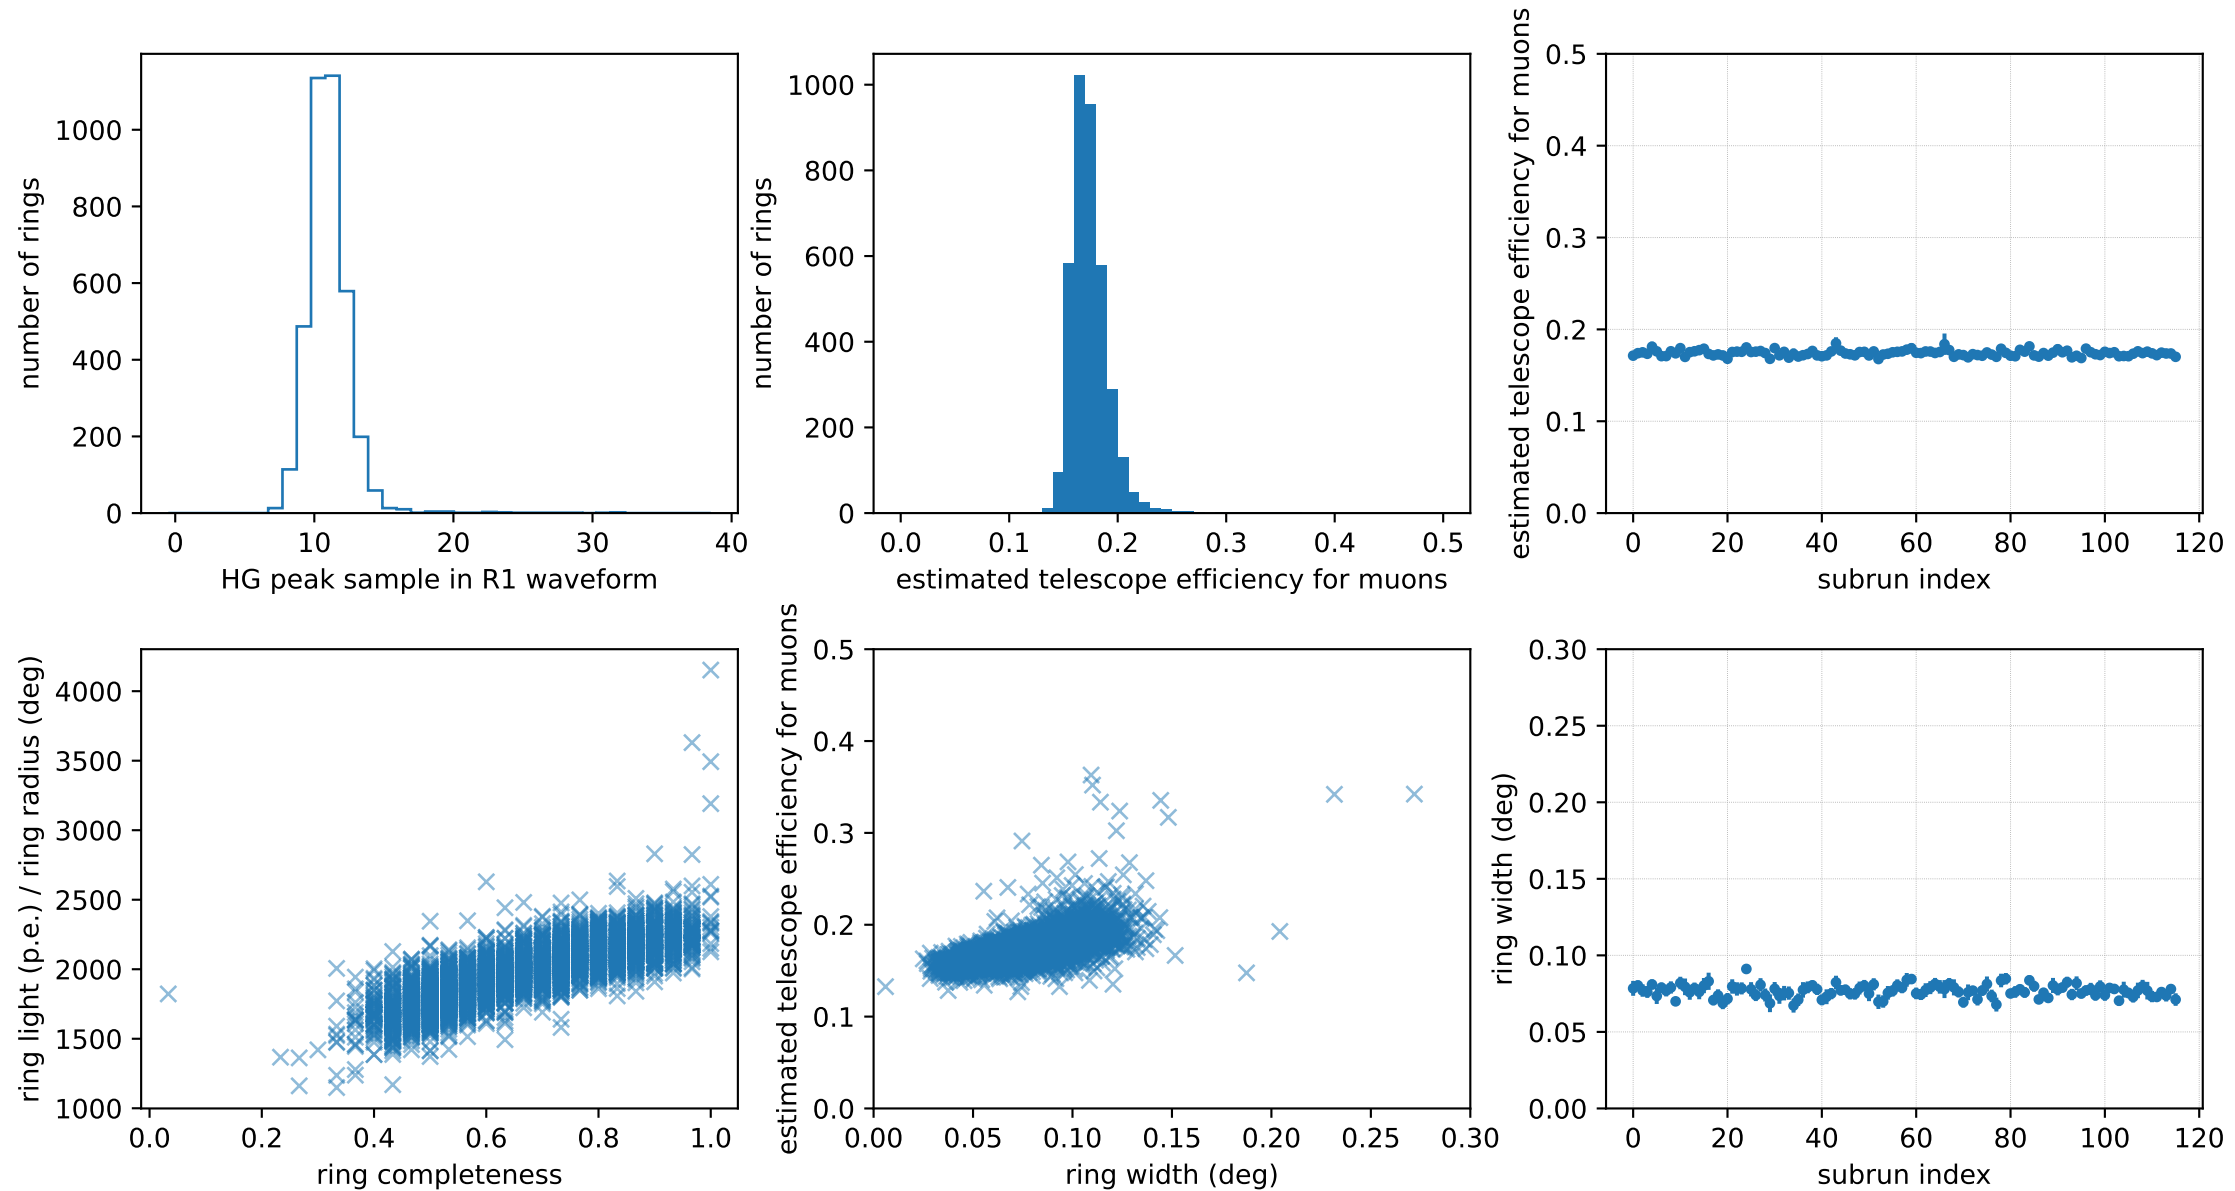 number of rings
1000
800
600
400
200
0
0 10 20 30 40
HG peak sample in R1 waveform
number of rings
1000
800
600
400
200
0
0.0 0.1 0.2 0.3 0.4 0.5
estimated telescope efficiency for muons
estimated telescope efficiency for muons
0.5
0.4
0.3
0.2
0.1
0.0
0 20 40 60 80 100 120
subrun index
ring light (p.e.) / ring radius (deg)
4000
3500
3000
2500
2000
1500
1000
0.0 0.2 0.4 0.6 0.8 1.0
ring completeness
estimated telescope efficiency for muons
0.5
0.4
0.3
0.2
0.1
0.0
0.00 0.05 0.10 0.15 0.20 0.25 0.30
ring width (deg)
ring width (deg)
0.30
0.25
0.20
0.15
0.10
0.05
0.00
0 20 40 60 80 100 120
subrun index